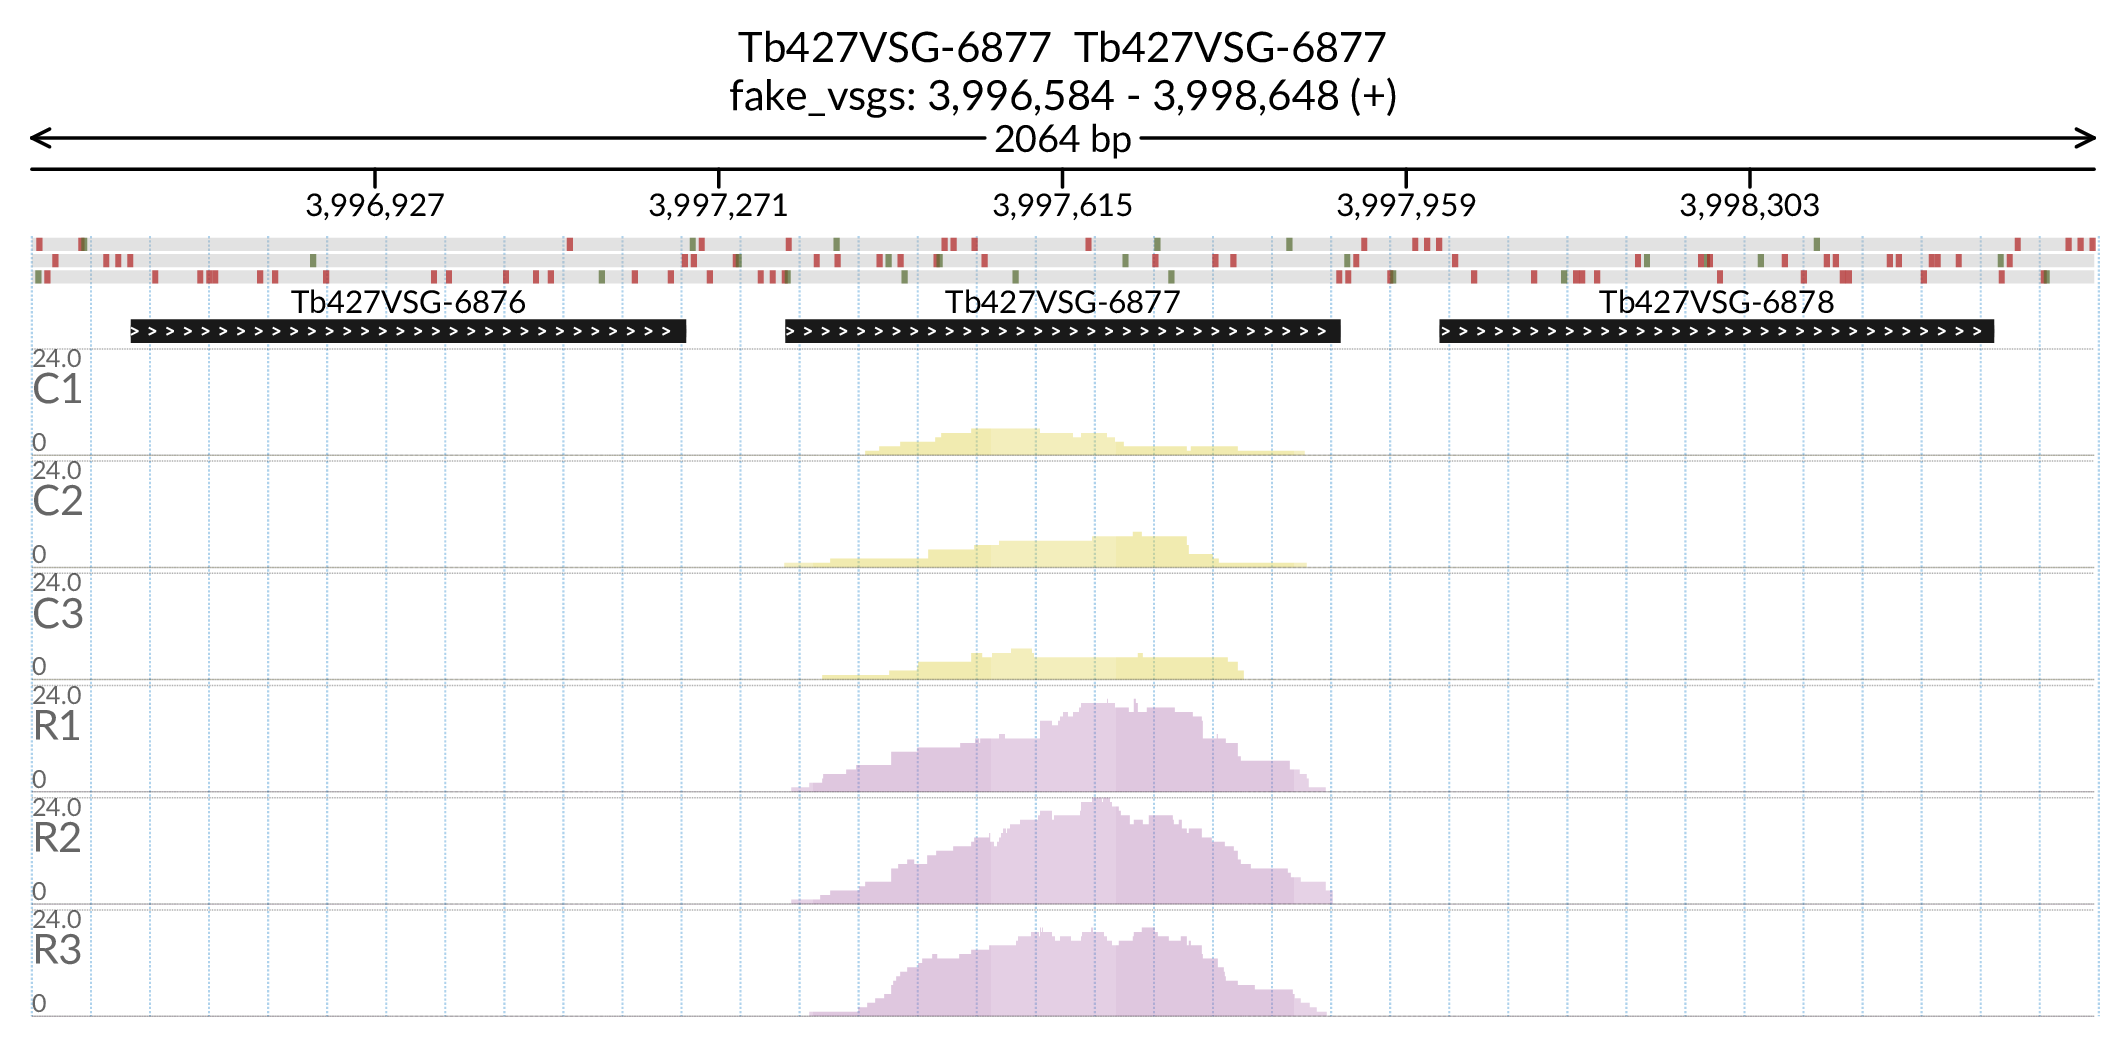 Tb427VSG-6877 Tb427VSG-6877
fake_vsgs: 3,996,584 - 3,998,648 (+)
2064 bp
3,996,927 3,997,271 3,997,615 3,997,959 3,998,303
Tb427VSG-6876 Tb427VSG-6877 Tb427VSG-6878
24.0
C1
0
24.0
C2
0
24.0
C3
0
24.0
R1
0
24.0
R2
0
24.0
R3
0